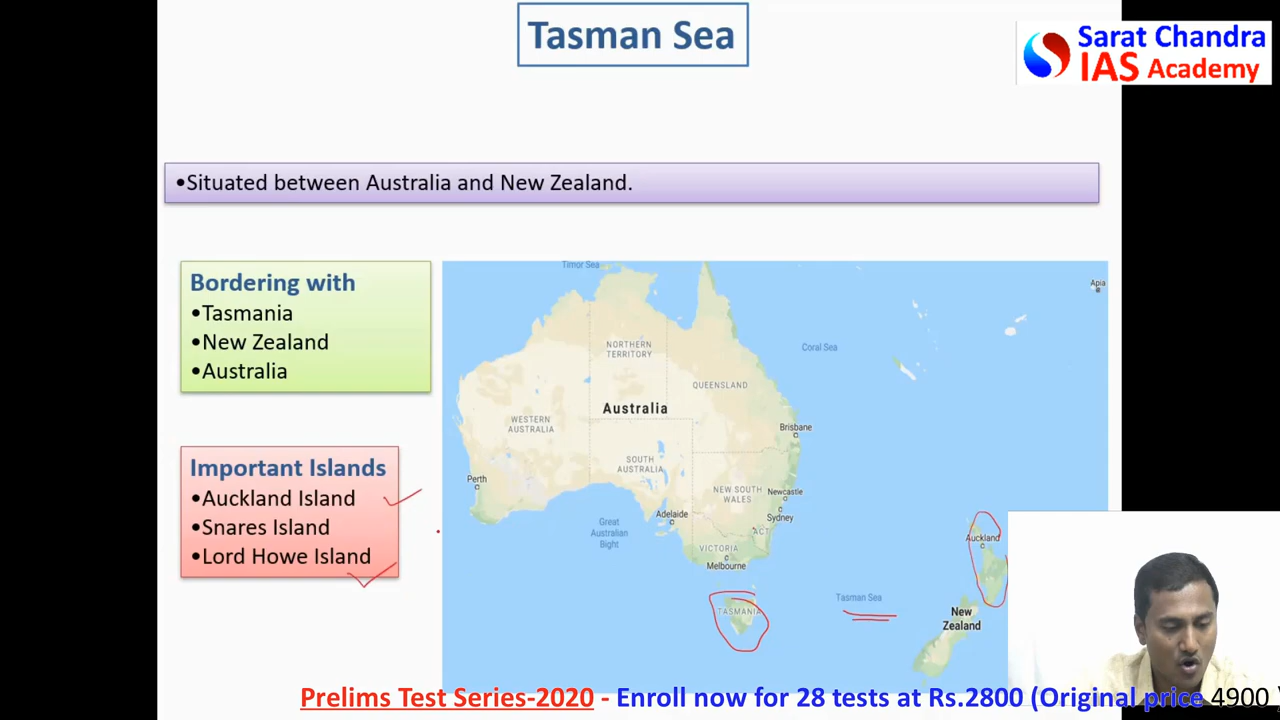 Tasman Sea
Sarat Chandra
IAS Academy
•Situated between Australia and New Zealand.
Bordering with
•Tasmania
•New Zealand
•Australia
Important Islands
•Auckland Island
•Snares Island
•Lord Howe Island
Timor Sea
Apia
NORTHERN
TERRITORY
Coral Sea
QUEENSLAND
Australia
WESTERN
AUSTRALIA
Brisbane
SOUTH
AUSTRALIA
Perth
NEW SOUTH
WALES
Newcastle
Adelaide
Sydney
Great
Australian
Bight
ACT
VICTORIA
Melbourne
Auckland
Tasman Sea
TASMANIA
New
Zealand
Prelims Test Series-2020 - Enroll now for 28 tests at Rs.2800 (Original price 4900 )